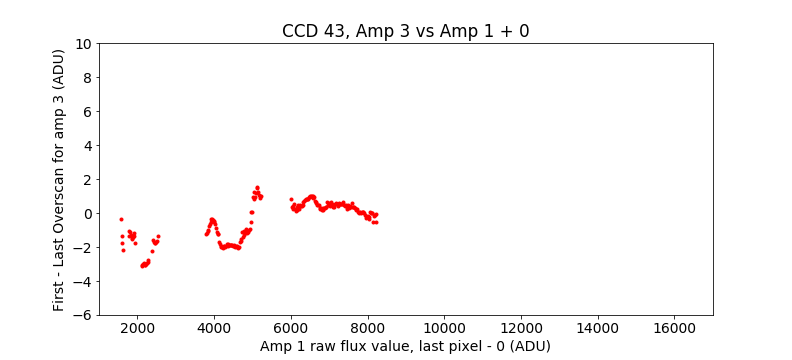 CCD 43, Amp 3 vs Amp 1 + 0
First - Last Overscan for amp 3 (ADU)
10
8
6
4
2
0
−2
−4
−6
2000 4000 6000 8000 10000 12000 14000 16000
Amp 1 raw flux value, last pixel - 0 (ADU)